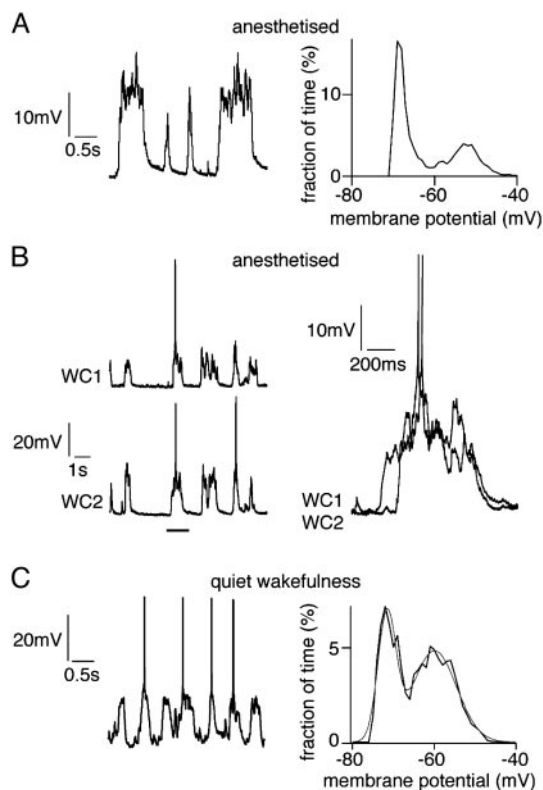 A
anesthetised
10mV
0.5s
fraction of time (%)
10
0
-80 -60 -40
membrane potential (mV)
B
anesthetised
WC1
20mV
1s
WC2
10mV
200ms
WC1
WC2
C
quiet wakefulness
20mV
0.5s
fraction of time (%)
5
0
-80 -60 -40
membrane potential (mV)